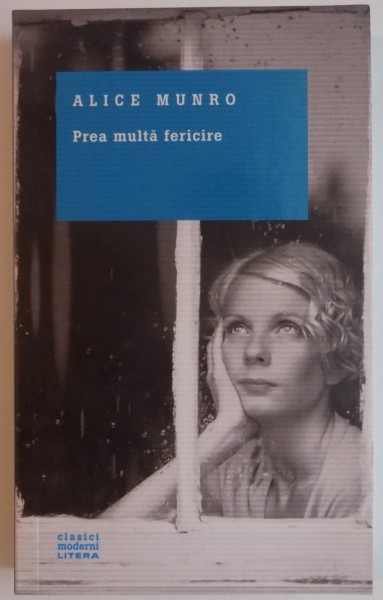 ALICE MUNRO
Prea multă fericire
clasici
moderni
LITERA